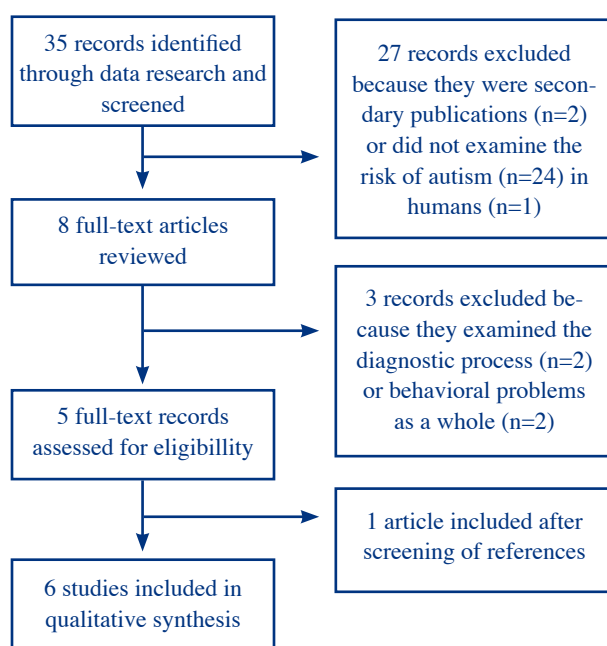 35 records identified
through data research and
screened
27 records excluded
because they were secon-
dary publications (n=2)
or did not examine the
risk of autism (n=24) in
humans (n=1)
8 full-text articles
reviewed
3 records excluded be-
cause they examined the
diagnostic process (n=2)
or behavioral problems
as a whole (n=2)
5 full-text records
assessed for eligibillity
1 article included after
screening of references
6 studies included in
qualitative synthesis